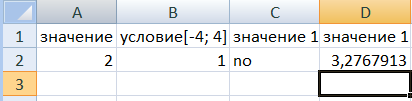 A B C D
1 значение условие[-4; 4] значение 1 значение 1
2 2 1 no 3,2767913
3